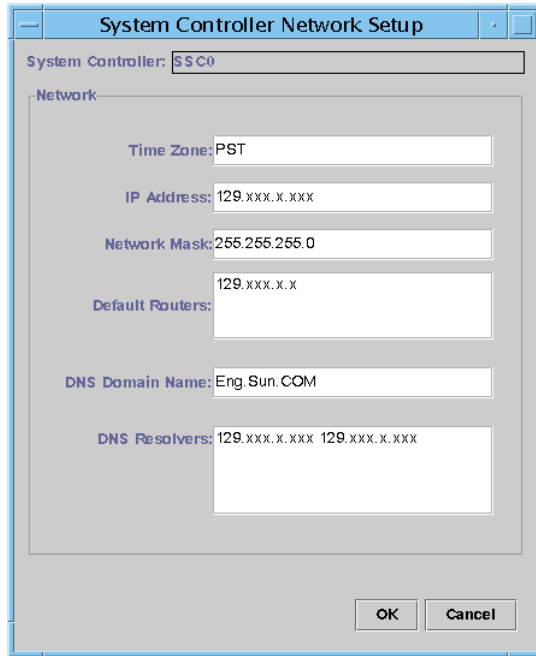 System Controller Network Setup
System Controller: SSC0
Network
Time Zone: PST
IP Address: 129.xxx.x.xxx
Network Mask: 255.255.255.0
Default Routers: 129.xxx.x.x
DNS Domain Name: Eng.Sun.COM
DNS Resolvers: 129.xxx.x.xxx 129.xxx.x.xxx
OK Cancel